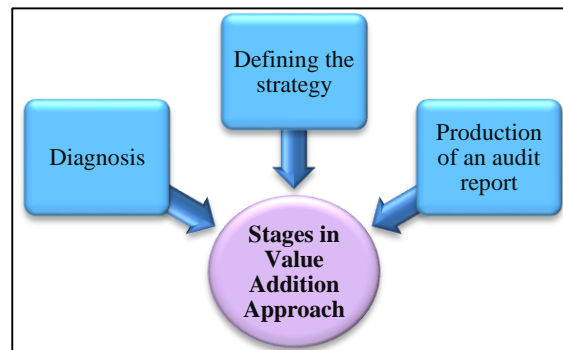 Defining the
strategy
Diagnosis
Production
of an audit
report
Stages in
Value
Addition
Approach